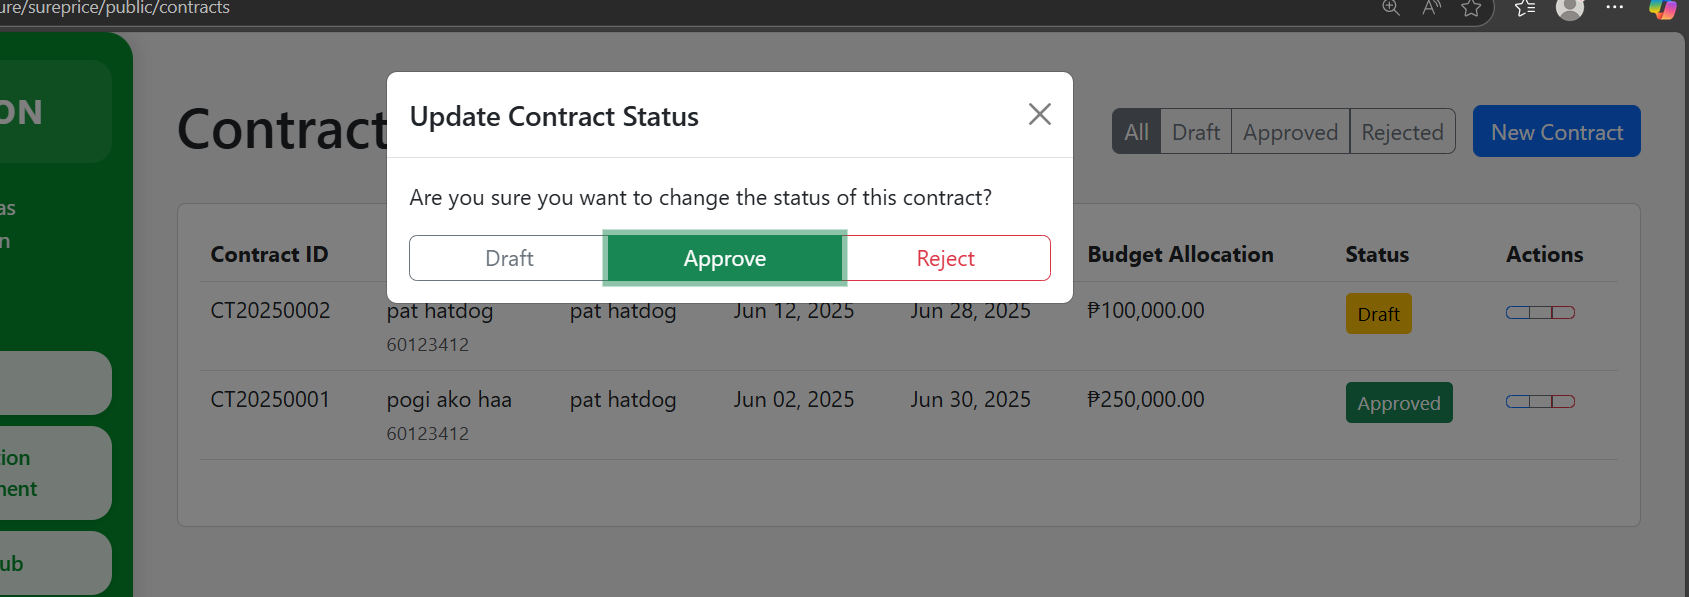 ure/sureprice/public/contracts
ON
as
n
ion
ment
ub
Contract
All Draft Approved Rejected New Contract
Update Contract Status
Are you sure you want to change the status of this contract?
Draft Approve Reject
Contract ID Budget Allocation Status Actions
CT20250002 pat hatdog pat hatdog Jun 12, 2025 Jun 28, 2025 ₱100,000.00 Draft
60123412
CT20250001 pogi ako haa pat hatdog Jun 02, 2025 Jun 30, 2025 ₱250,000.00 Approved
60123412